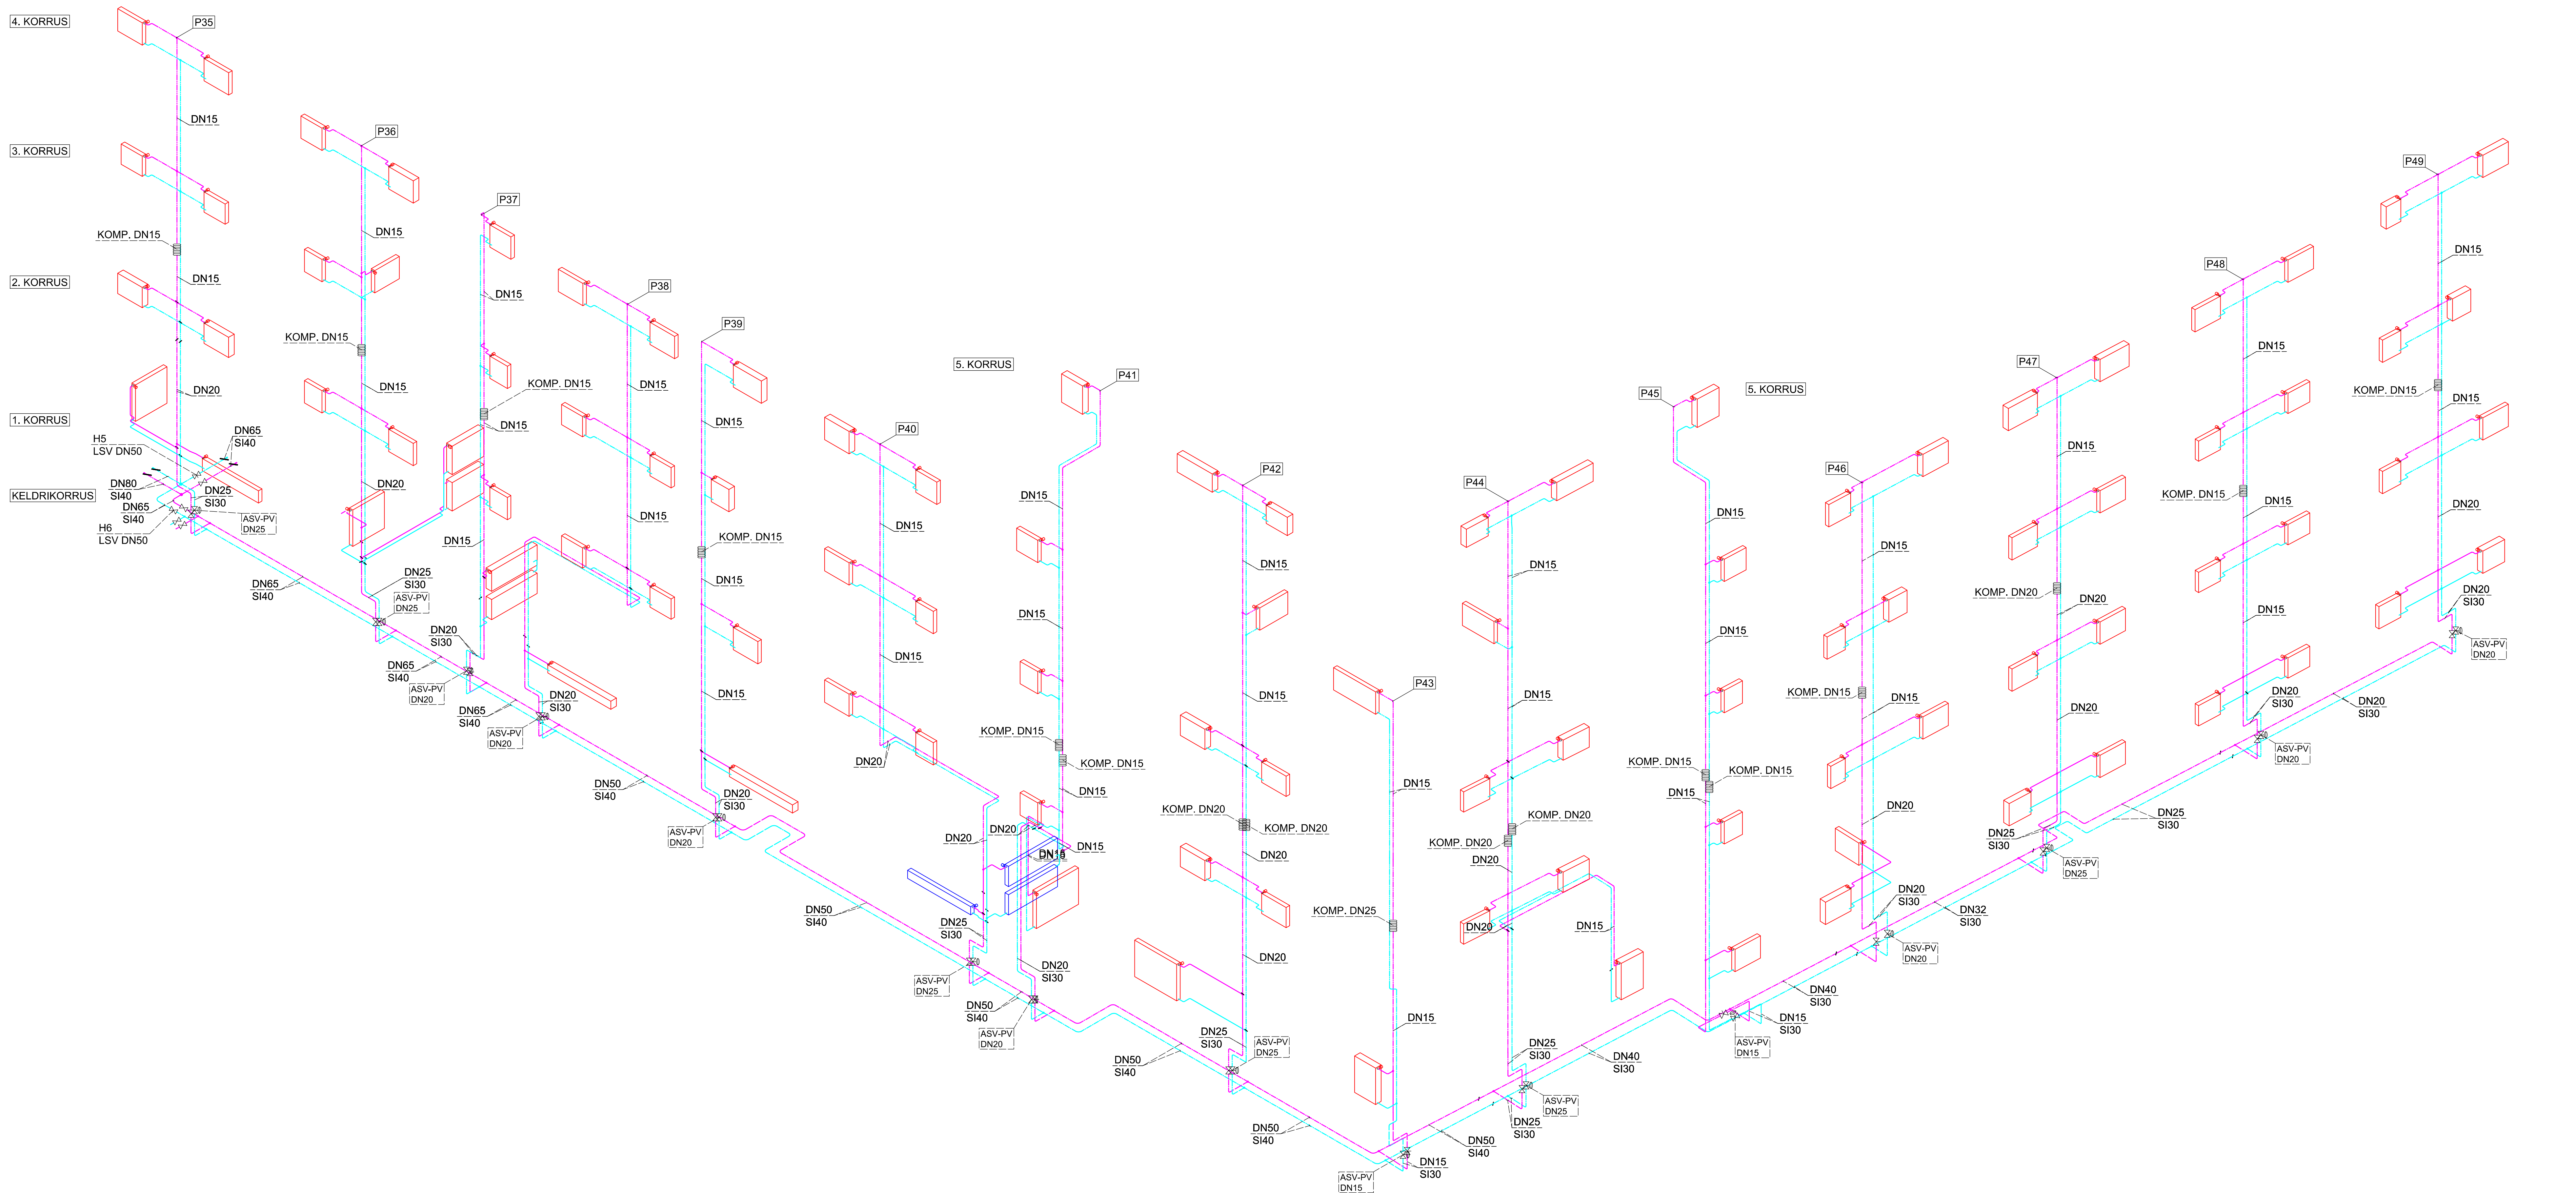 4. KORRUS
P35
DN15
P36
3. KORRUS
P49
P37
KOMP. DN15
DN15
DN15
DN15
P48
2. KORRUS
DN15
P38
DN15
P39
KOMP. DN15
DN15
5. KORRUS
P41
P45
5. KORRUS
P47
DN15
DN20
DN15
KOMP. DN15
DN15
KOMP. DN15
DN15
1. KORRUS
DN15
DN15
P40
DN15
DN15
H5
LSV DN50
DN65
SI40
P42
P44
P46
DN80
SI40
DN20
KELDRIKORRUS
DN25
SI30
DN65
SI40
ASV-PV
DN25
H6
LSV DN50
DN15
DN15
DN15
DN15
DN15
KOMP. DN15
DN15
DN20
DN15
KOMP. DN15
DN15
DN15
DN15
DN65
SI40
DN25
SI30
ASV-PV
DN25
DN15
KOMP. DN20
DN20
DN20
SI30
DN15
DN15
DN15
DN20
SI30
ASV-PV
DN20
DN65
SI40
ASV-PV
DN20
P43
DN15
DN15
DN15
DN15
KOMP. DN15
DN15
DN20
SI30
DN20
SI30
DN65
SI40
DN20
SI30
ASV-PV
DN20
DN20
KOMP. DN15
KOMP. DN15
DN20
ASV-PV
DN20
DN50
SI40
DN15
DN15
KOMP. DN15
KOMP. DN15
DN15
DN25
SI30
DN20
SI30
ASV-PV
DN20
KOMP. DN20
KOMP. DN20
KOMP. DN20
KOMP. DN20
DN20
DN20
DN20
DN15
DN20
DN20
DN25
SI30
ASV-PV
DN25
DN50
SI40
DN25
SI30
KOMP. DN25
DN20
DN15
DN20
SI30
DN32
SI30
ASV-PV
DN20
DN20
SI30
DN20
ASV-PV
DN25
DN50
SI40
ASV-PV
DN20
DN15
DN40
SI30
DN15
SI30
ASV-PV
DN15
DN25
SI30
ASV-PV
DN25
DN50
SI40
DN25
SI30
DN40
SI30
ASV-PV
DN25
DN25
SI30
DN50
SI40
DN50
SI40
DN15
SI30
ASV-PV
DN15